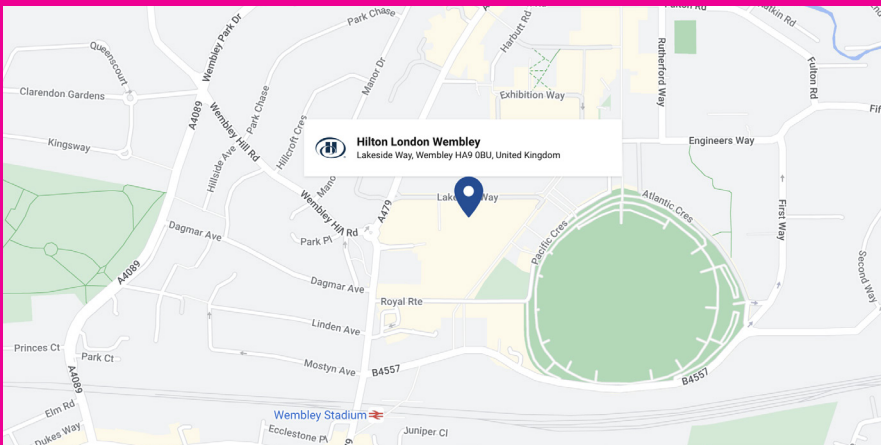 Park Chase
Harbutt Rd
Fulton Rd
Wembley Park Dr
Queenscourt
Manor Dr
Rutherford Way
Fulton Rd
Clarendon Gardens
Exhibition Way
A4089
Park Chase
Wembley Hill Rd
Kingsway
Hillside Ave
Hillcroft Cres
Engineers Way
Hilton London Wembley
Lakeside Way, Wembley HA9 0BU, United Kingdom
A479
Atlantic Cres
First Way
Wembley Hill Rd
Dagmar Ave
Park Pl
Pacific Cres
Second Way
A4089
Dagmar Ave
Royal Rte
Linden Ave
Princes Ct
Park Ct
Mostyn Ave
B4557
B4557
A4089
Elm Rd
Wembley Stadium
Dukes Way
Ecclestone Pl
Juniper Cl